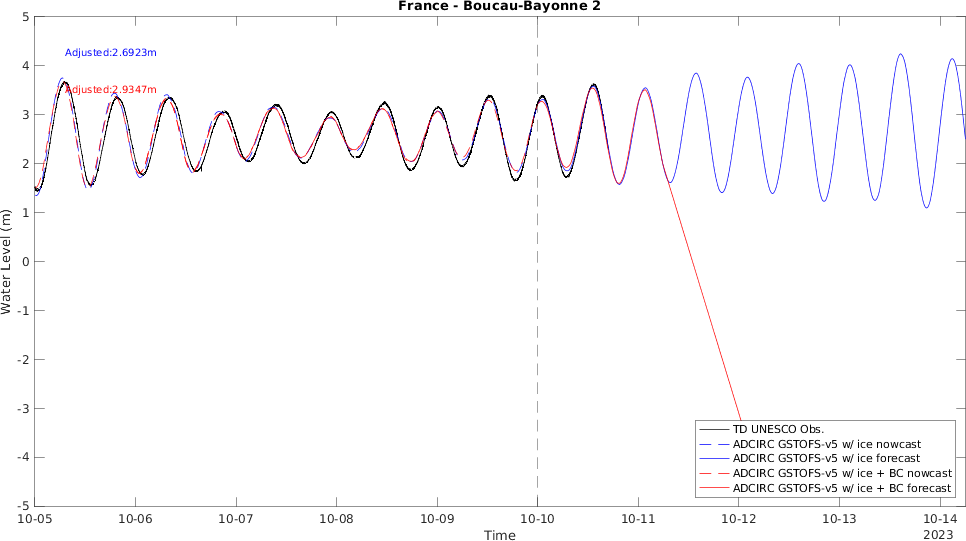 France - Boucau-Bayonne 2
5
4
3
2
1
0
-1
-2
-3
-4
-5
Water Level (m)
Adjusted:2.6923m
Adjusted:2.9347m
TD UNESCO Obs.
ADCIRC GSTOFS-v5 w/ ice nowcast
ADCIRC GSTOFS-v5 w/ ice forecast
ADCIRC GSTOFS-v5 w/ ice + BC nowcast
ADCIRC GSTOFS-v5 w/ ice + BC forecast
10-05 10-06 10-07 10-08 10-09 10-10 10-11 10-12 10-13 10-14
Time
2023